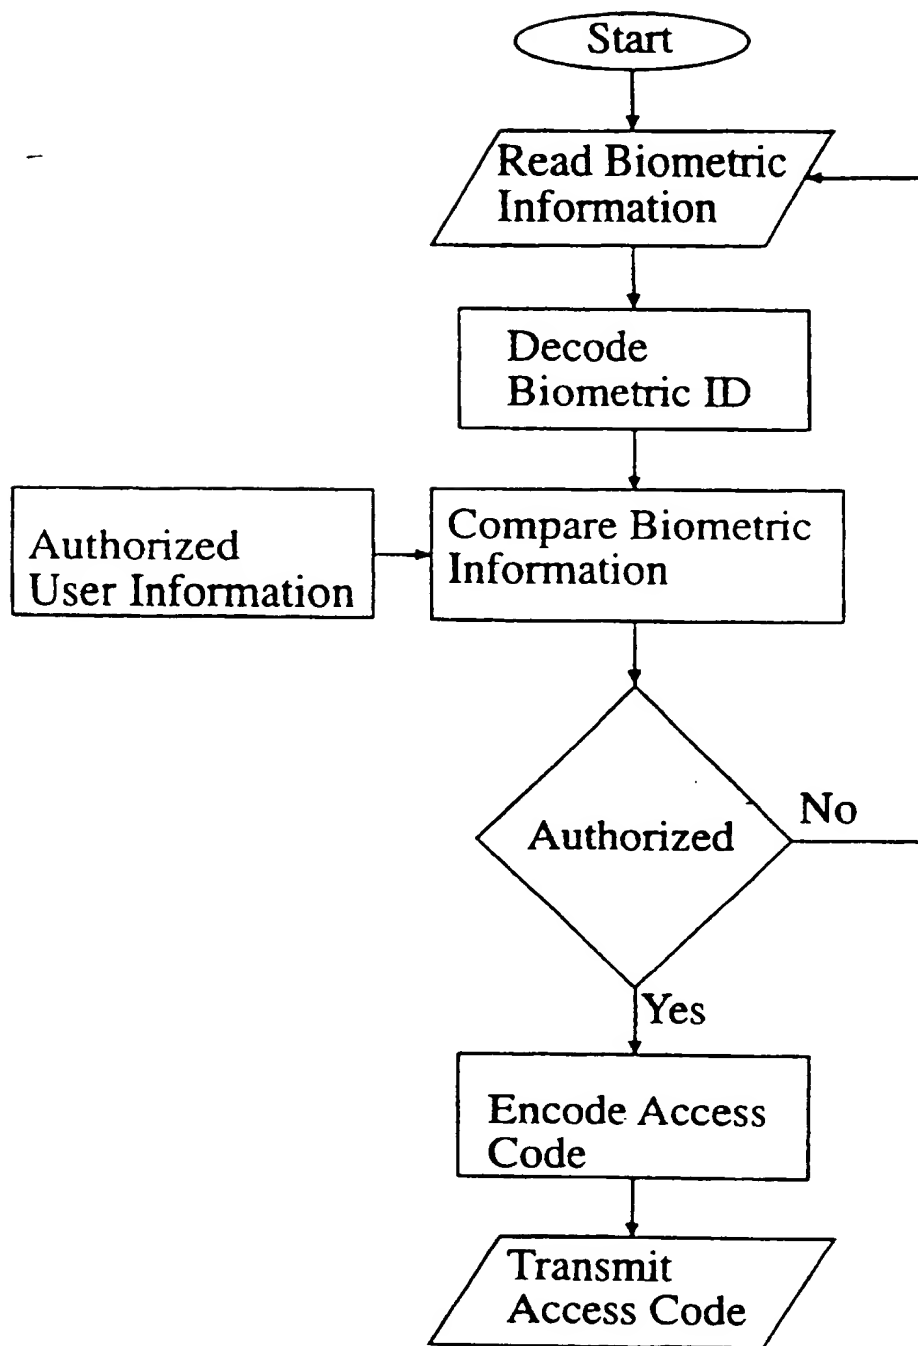 Start
Read Biometric
Information
Decode
Biometric ID
Authorized
User Information
Compare Biometric
Information
Authorized
No
Yes
Encode Access
Code
Transmit
Access Code